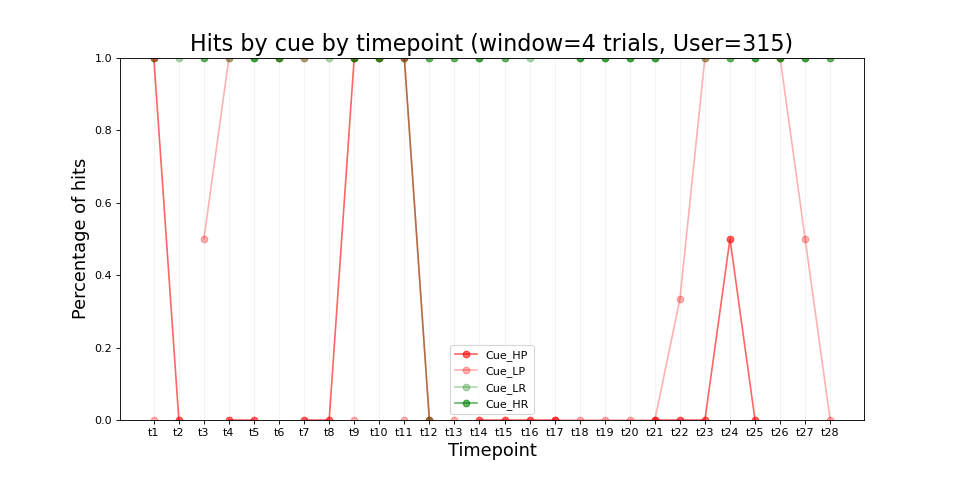 Hits by cue by timepoint (window=4 trials, User=315)
Percentage of hits
1.0
0.8
0.6
0.4
0.2
0.0
Cue_HP
Cue_LP
Cue_LR
Cue_HR
t1 t2 t3 t4 t5 t6 t7 t8 t9 t10 t11 t12 t13 t14 t15 t16 t17 t18 t19 t20 t21 t22 t23 t24 t25 t26 t27 t28
Timepoint